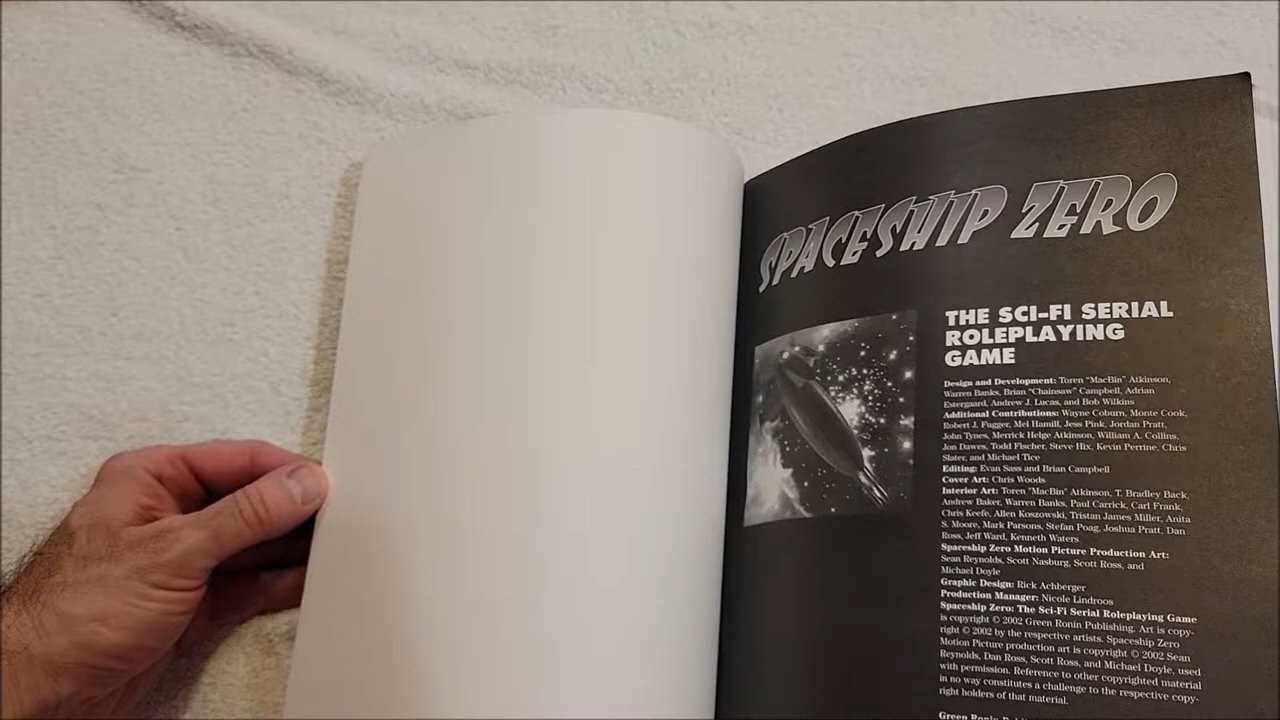 SPACESHIP ZERO
THE SCI-FI SERIAL
ROLEPLAYING
GAME
Design and Development: Toren "MacBin" Atkinson,
Warren Banks, Brian "Chainsaw" Campbell, Adrian
Estergaard, Andrew J. Lucas, and Bob Wilkins
Additional Contributions: Wayne Coburn, Monte Cook,
Robert J. Fugger, Mel Hamill, Jess Pink, Jordan Pratt,
John Tynes, Merrick Helge Atkinson, William A. Collins,
Jon Dawes, Todd Fischer, Steve Hix, Kevin Perrine, Chris
Slater, and Michael Tice
Editing: Evan Sass and Brian Campbell
Cover Art: Chris Woods
Interior Art: Toren "MacBin" Atkinson, T. Bradley Back,
Andrew Baker, Warren Banks, Paul Carrick, Carl Frank,
Chris Keefe, Allen Koszowski, Tristan James Miller, Anita
S. Moore, Mark Parsons, Stefan Poag, Joshua Pratt, Dan
Ross, Jeff Ward, Kenneth Waters
Spaceship Zero Motion Picture Production Art:
Sean Reynolds, Scott Nasburg, Scott Ross, and
Michael Doyle
Graphic Design: Rick Achberger
Production Manager: Nicole Lindroos
Spaceship Zero: The Sci-Fi Serial Roleplaying Game
is copyright © 2002 Green Ronin Publishing. Art is copy-
right © 2002 by the respective artists. Spaceship Zero
Motion Picture production art is copyright © 2002 Sean
Reynolds, Dan Ross, Scott Ross, and Michael Doyle, used
with permission. Reference to other copyrighted material
in no way constitutes a challenge to the respective copy-
right holders of that material.
Green Ronin